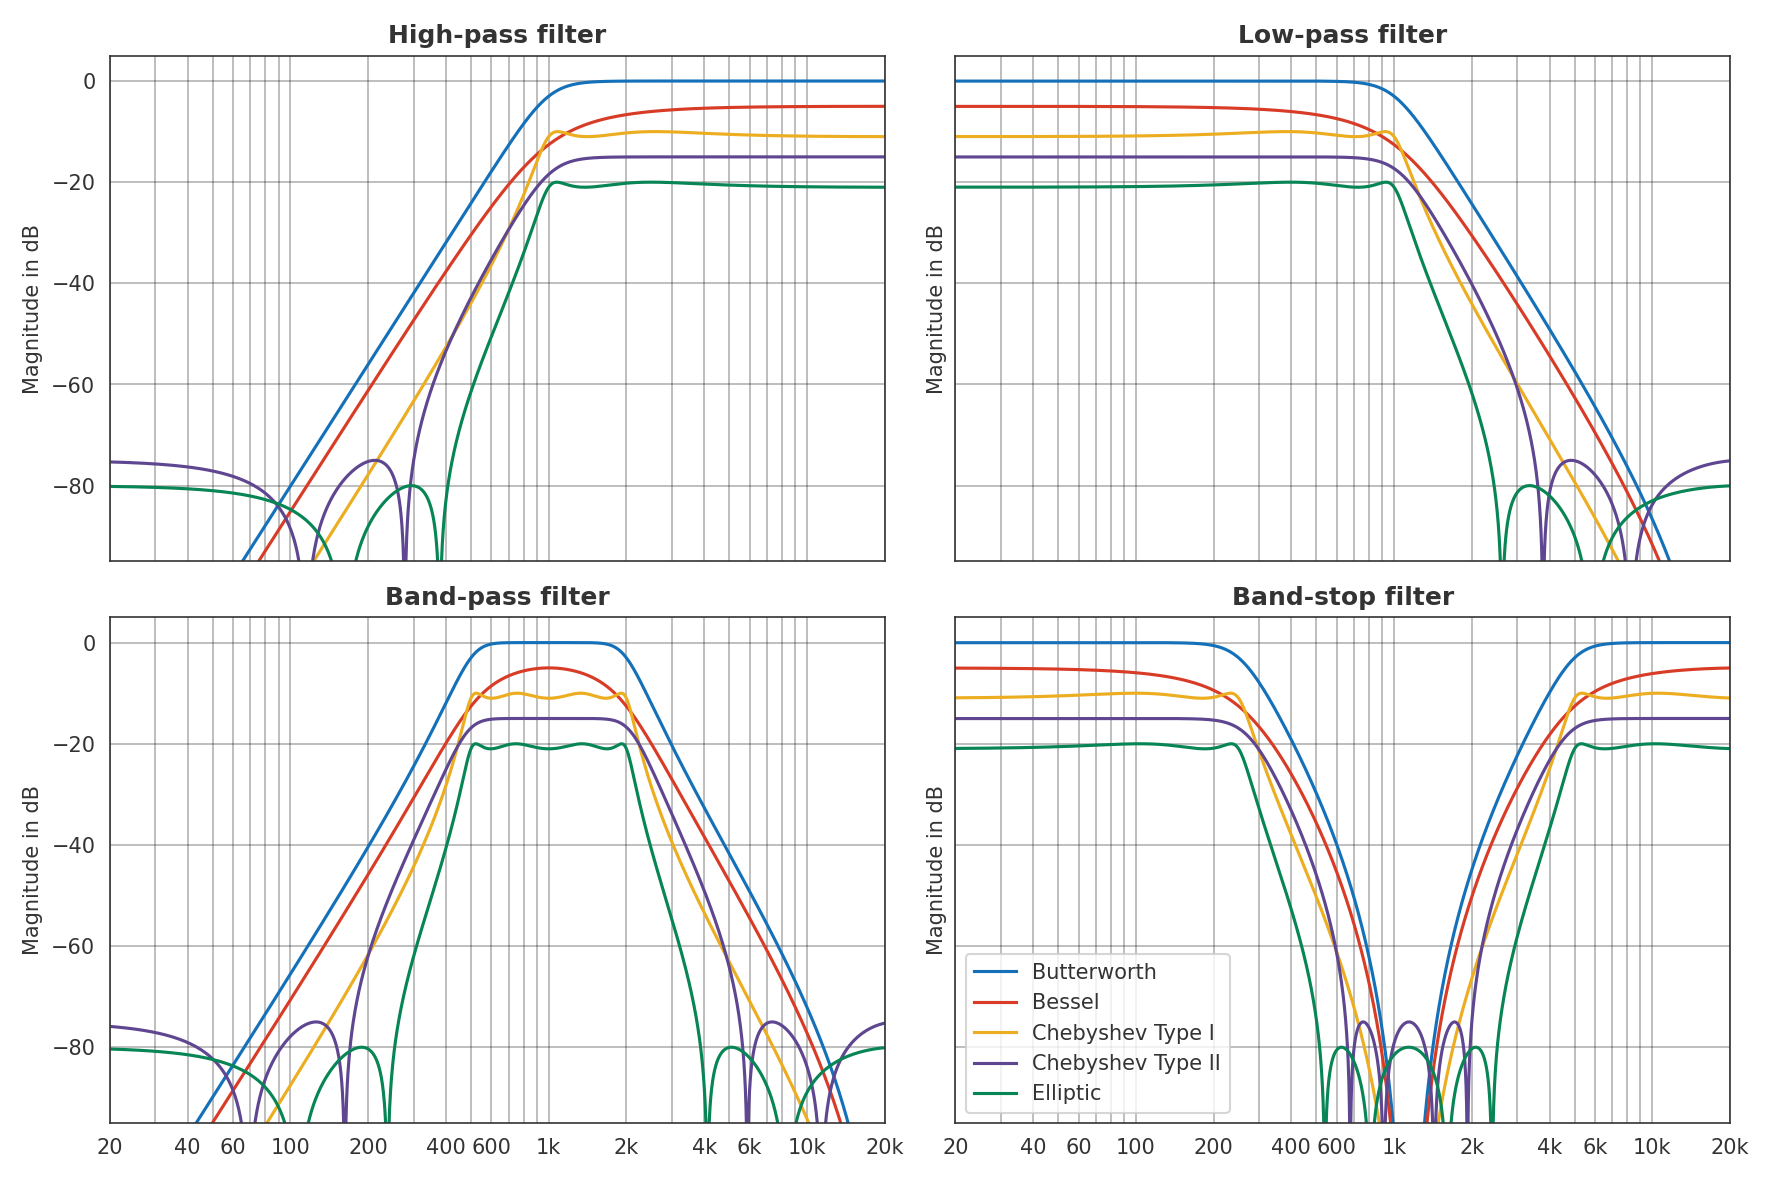 High-pass filter
Low-pass filter
Magnitude in dB
0
−20
−40
−60
−80
Magnitude in dB
Band-pass filter
Band-stop filter
Magnitude in dB
0
−20
−40
−60
−80
20 40 60 100 200 400 600 1k 2k 4k 6k 10k 20k
Magnitude in dB
Butterworth
Bessel
Chebyshev Type I
Chebyshev Type II
Elliptic
20 40 60 100 200 400 600 1k 2k 4k 6k 10k 20k